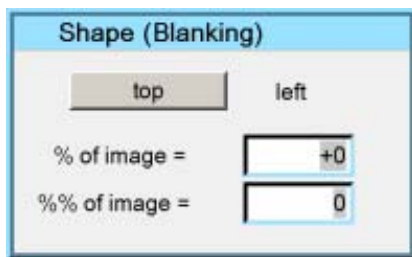 Shape (Blanking)
top left
% of image = +0
%% of image = 0